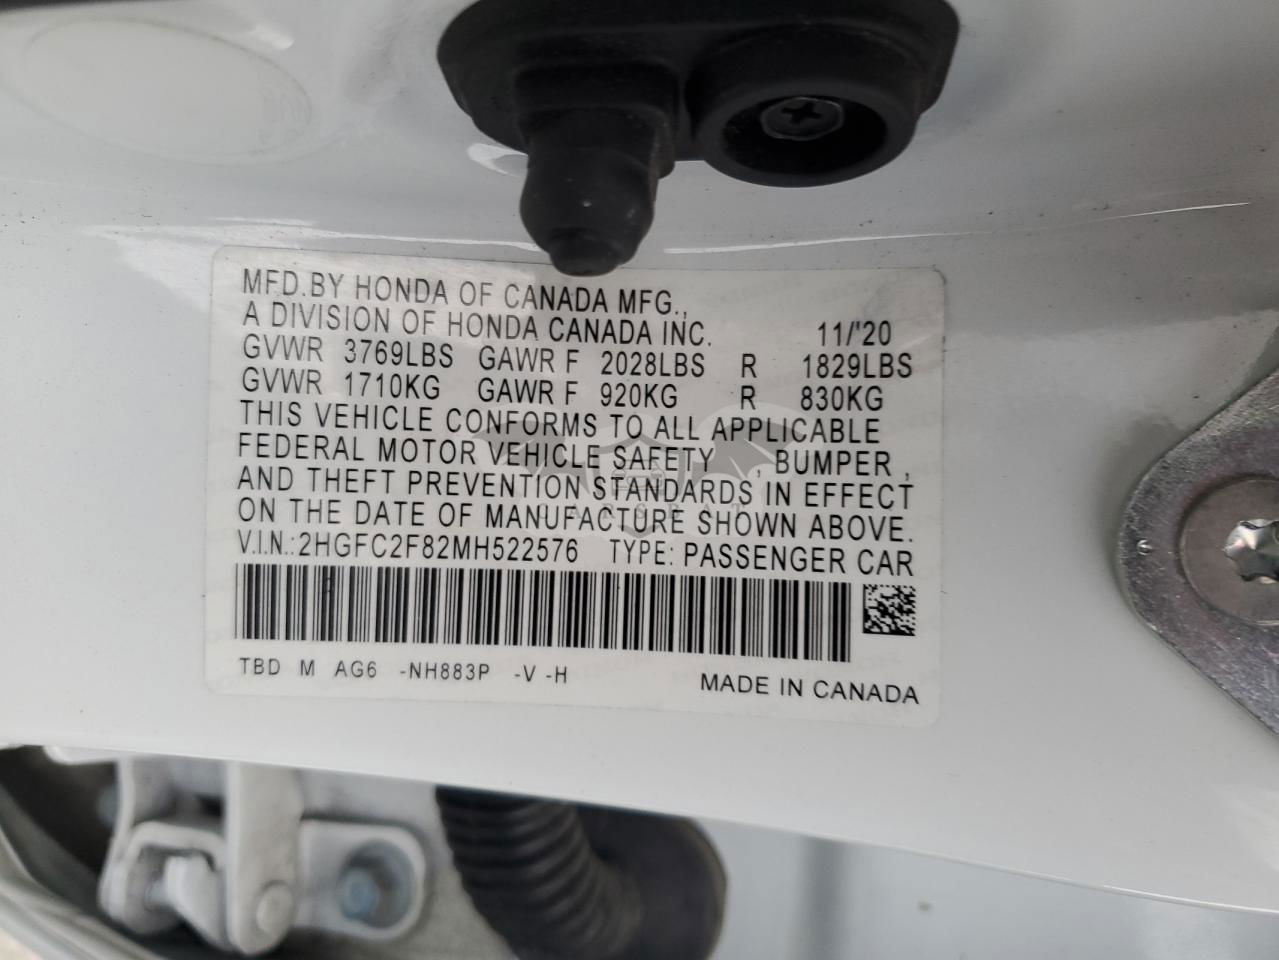 MFD.BY HONDA OF CANADA MFG.,
A DIVISION OF HONDA CANADA INC. 11/'20
GVWR 3769LBS GAWR F 2028LBS R 1829LBS
GVWR 1710KG GAWR F 920KG R 830KG
THIS VEHICLE CONFORMS TO ALL APPLICABLE
FEDERAL MOTOR VEHICLE SAFETY , BUMPER ,
AND THEFT PREVENTION STANDARDS IN EFFECT
ON THE DATE OF MANUFACTURE SHOWN ABOVE.
V.I.N.:2HGFC2F82MH522576 TYPE: PASSENGER CAR
TBD M AG6 -NH883P -V -H MADE IN CANADA